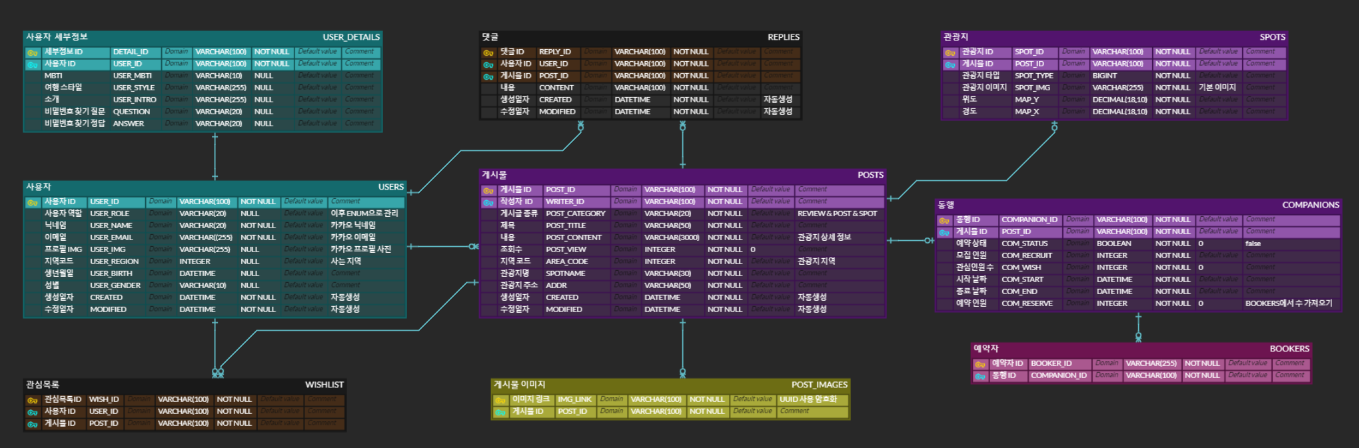 사용자 세부정보 USER_DETAILS
세부정보 ID DETAIL_ID Domain VARCHAR(100) NOT NULL Default value Comment
사용자 ID USER_ID Domain VARCHAR(100) NOT NULL Default value Comment
MBTI USER_MBTI Domain VARCHAR(10) NULL Default value Comment
여행 스타일 USER_STYLE Domain VARCHAR(255) NULL Default value Comment
소개 USER_INTRO Domain VARCHAR(255) NULL Default value Comment
비밀번호 찾기 질문 QUESTION Domain VARCHAR(20) NULL Default value Comment
비밀번호 찾기 정답 ANSWER Domain VARCHAR(20) NULL Default value Comment
댓글 REPLIES
댓글 ID REPLY_ID Domain VARCHAR(100) NOT NULL Default value Comment
사용자 ID USER_ID Domain VARCHAR(100) NOT NULL Default value Comment
게시물 ID POST_ID Domain VARCHAR(100) NOT NULL Default value Comment
내용 CONTENT Domain VARCHAR(100) NOT NULL Default value Comment
생성일자 CREATED Domain DATETIME NOT NULL Default value 자동생성
수정일자 MODIFIED Domain DATETIME NOT NULL Default value 자동생성
관광지 SPOTS
관광지 ID SPOT_ID Domain VARCHAR(100) NOT NULL Default value Comment
게시물 ID POST_ID Domain VARCHAR(100) NOT NULL Default value Comment
관광지 타입 SPOT_TYPE Domain BIGINT NOT NULL Default value Comment
관광지 이미지 SPOT_IMG Domain VARCHAR(255) NOT NULL 기본 이미지 Comment
위도 MAP_Y Domain DECIMAL(18,10) NOT NULL Default value Comment
경도 MAP_X Domain DECIMAL(18,10) NOT NULL Default value Comment
사용자 USERS
사용자 ID USER_ID Domain VARCHAR(100) NOT NULL Default value Comment
사용자 역할 USER_ROLE Domain VARCHAR(20) NULL Default value 이후 ENUM으로 관리
닉네임 USER_NAME Domain VARCHAR(20) NOT NULL Default value 카카오 닉네임
이메일 USER_EMAIL Domain VARCHAR((255) NOT NULL Default value 카카오 이메일
프로필 IMG USER_IMG Domain VARCHAR(255) NULL Default value 카카오 프로필 사진
지역코드 USER_REGION Domain INTEGER NULL Default value 사는 지역
생년월일 USER_BIRTH Domain DATETIME NULL Default value Comment
성별 USER_GENDER Domain VARCHAR(10) NULL Default value Comment
생성일자 CREATED Domain DATETIME NOT NULL Default value 자동생성
수정일자 MODIFIED Domain DATETIME NOT NULL Default value 자동생성
게시물 POSTS
게시물 ID POST_ID Domain VARCHAR(100) NOT NULL Default value Comment
작성자 ID WRITER_ID Domain VARCHAR(100) NOT NULL Default value Comment
게시글 종류 POST_CATEGORY Domain VARCHAR(20) NOT NULL Default value REVIEW & POST & SPOT
제목 POST_TITLE Domain VARCHAR(50) NOT NULL Default value Comment
내용 POST_CONTENT Domain VARCHAR(3000) NOT NULL Default value 관광지 상세 정보
조회수 POST_VIEW Domain INTEGER NOT NULL 0 Comment
지역 코드 AREA_CODE Domain INTEGER NOT NULL Default value 관광지 지역
관광지명 SPOTNAME Domain VARCHAR(30) NOT NULL Default value Comment
관광지 주소 ADDR Domain VARCHAR(50) NOT NULL Default value Comment
생성일자 CREATED Domain DATETIME NOT NULL Default value 자동생성
수정일자 MODIFIED Domain DATETIME NOT NULL Default value 자동생성
동행 COMPANIONS
동행 ID COMPANION_ID Domain VARCHAR(100) NOT NULL Default value Comment
게시물 ID POST_ID Domain VARCHAR(100) NOT NULL Default value Comment
예약 상태 COM_STATUS Domain BOOLEAN NOT NULL 0 false
모집 인원 COM_RECRUIT Domain INTEGER NOT NULL Default value Comment
관심인원 수 COM_WISH Domain INTEGER NOT NULL 0 Comment
시작 날짜 COM_START Domain DATETIME NOT NULL Default value Comment
종료 날짜 COM_END Domain DATETIME NOT NULL Default value Comment
예약 인원 COM_RESERVE Domain INTEGER NOT NULL 0 BOOKERS에서 수 가져오기
예약자 BOOKERS
예약자 ID BOOKER_ID Domain VARCHAR(255) NOT NULL Default value Comment
동행 ID COMPANION_ID Domain VARCHAR(100) NOT NULL Default value Comment
관심목록 WISHLIST
관심목록ID WISH_ID Domain VARCHAR(100) NOT NULL Default value Comment
사용자 ID USER_ID Domain VARCHAR(100) NOT NULL Default value Comment
게시물 ID POST_ID Domain VARCHAR(100) NOT NULL Default value Comment
게시물 이미지 POST_IMAGES
이미지 링크 IMG_LINK Domain VARCHAR(100) NOT NULL Default value UUID 사용 암호화
게시물 ID POST_ID Domain VARCHAR(100) NOT NULL Default value Comment